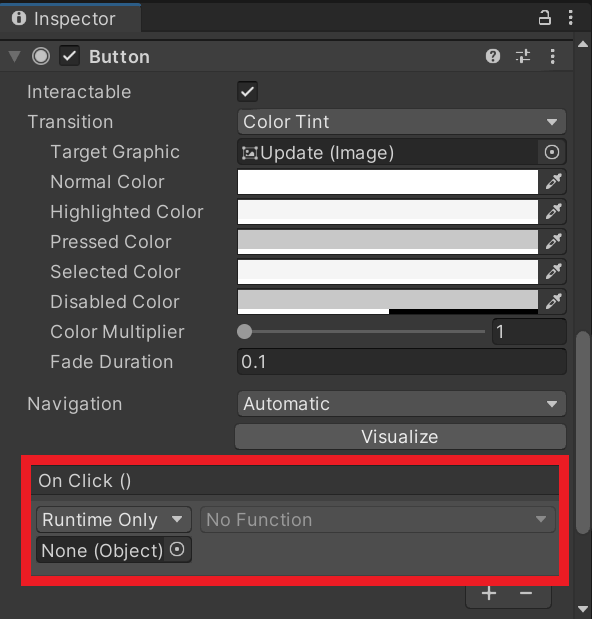 Inspector
Button
Interactable
Transition Color Tint
Target Graphic Update (Image)
Normal Color
Highlighted Color
Pressed Color
Selected Color
Disabled Color
Color Multiplier 1
Fade Duration 0.1
Navigation Automatic
Visualize
On Click ()
Runtime Only No Function
None (Object)